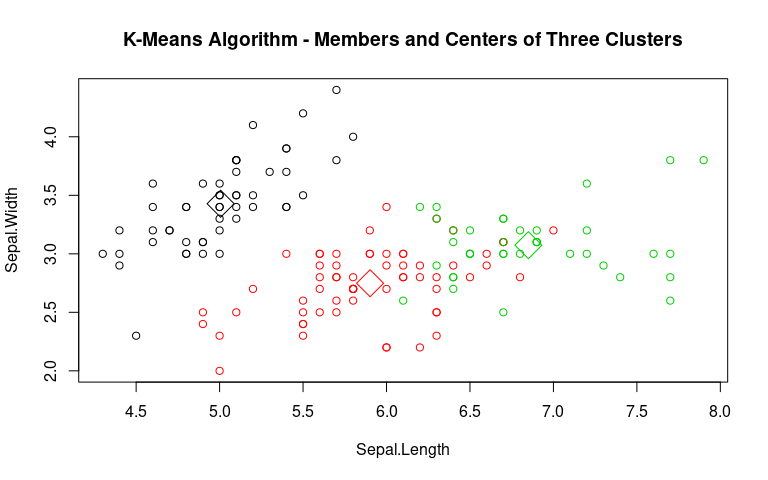 K-Means Algorithm - Members and Centers of Three Clusters
Sepal.Width
4.0
3.5
3.0
2.5
2.0
4.5 5.0 5.5 6.0 6.5 7.0 7.5 8.0
Sepal.Length